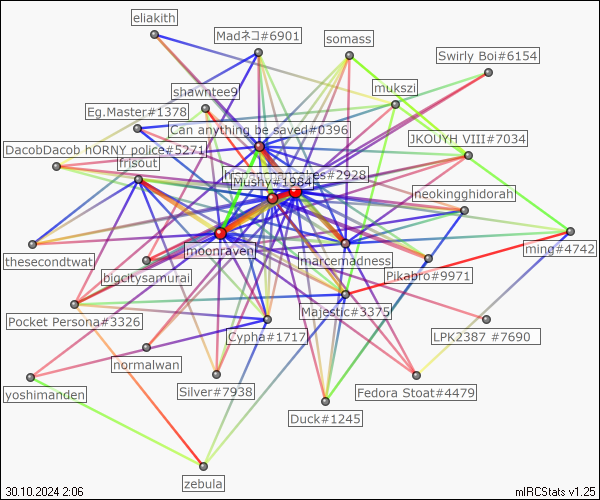 eliakith
Madネコ#6901
somass
Swirly Boi#6154
mukszi
shawntee9
Eg.Master#1378
Can anything be saved#0396
JKOUYH VIII#7034
DacobDacob hORNY police#5271
frisout
#2928
Mushy#1984
neokingghidorah
moonraven
marcemadness
ming#4742
thesecondtwat
bigcitysamurai
Pikabro#9971
Majestic#3375
Pocket Persona#3326
Cypha#1717
LPK2387 #7690
normalwan
yoshimanden
Silver#7938
Fedora Stoat#4479
Duck#1245
zebula
30.10.2024 2:06
mIRCStats v1.25